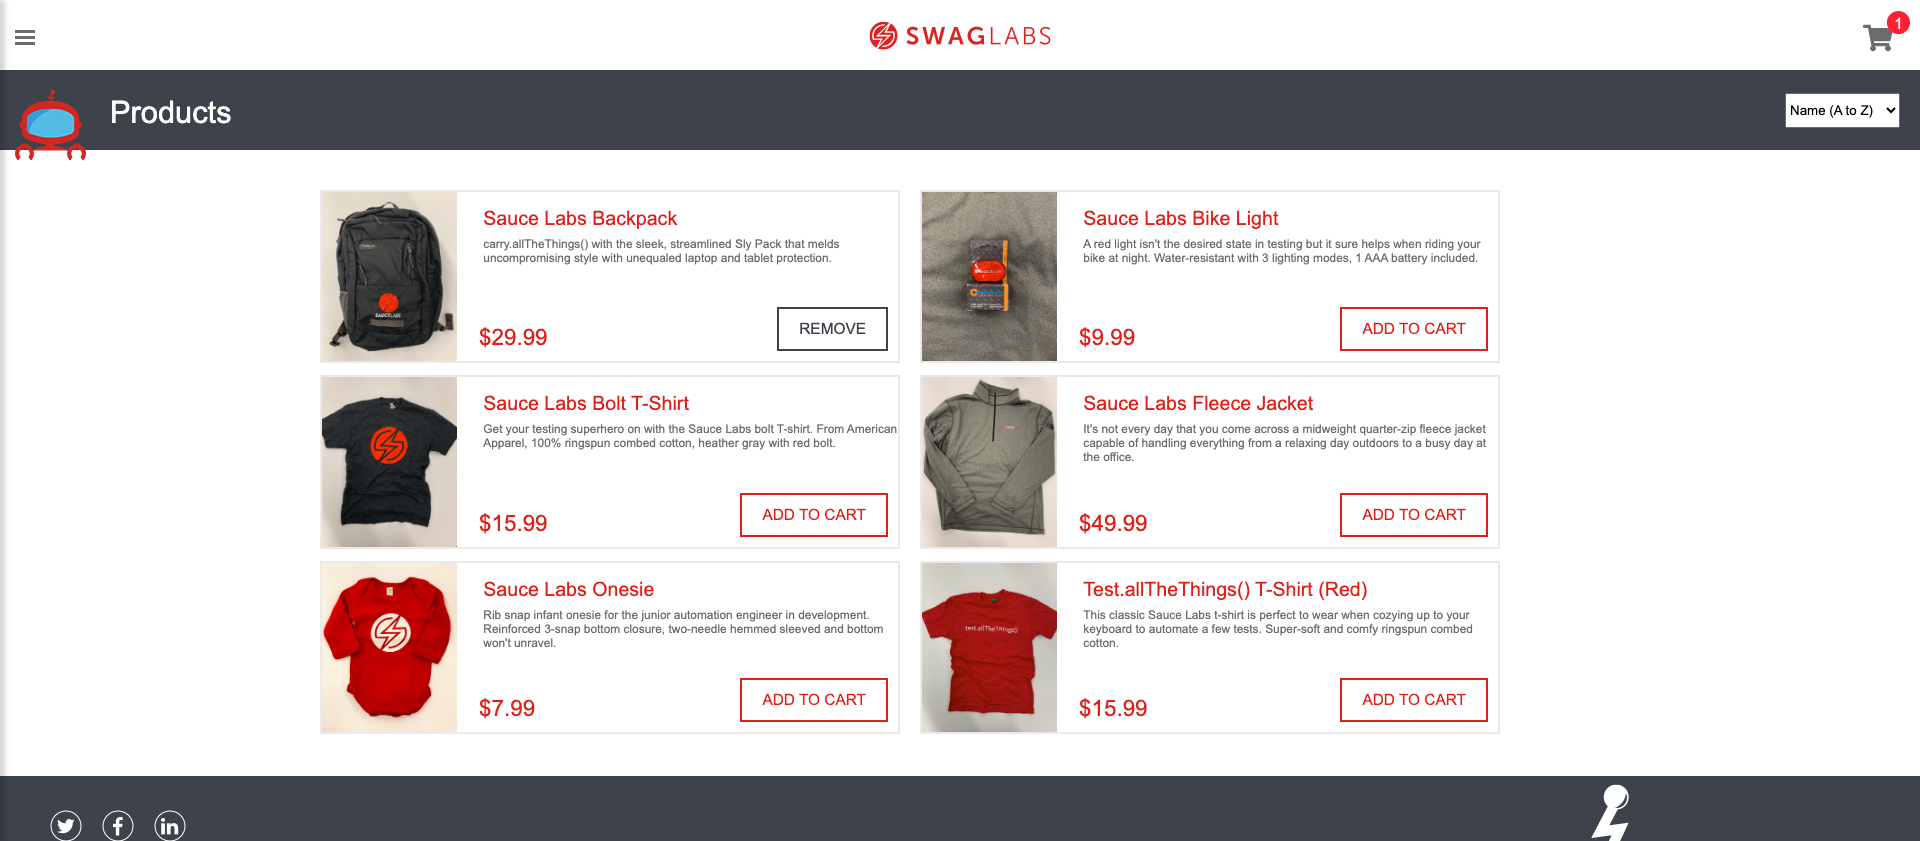 SWAGLABS
1
Products
Name (A to Z)
Sauce Labs Backpack
carry.allTheThings() with the sleek, streamlined Sly Pack that melds
uncompromising style with unequaled laptop and tablet protection.
$29.99
REMOVE
SAUCELABS
Sauce Labs Bike Light
A red light isn't the desired state in testing but it sure helps when riding your
bike at night. Water-resistant with 3 lighting modes, 1 AAA battery included.
$9.99
ADD TO CART
Sauce Labs Bolt T-Shirt
Get your testing superhero on with the Sauce Labs bolt T-shirt. From American
Apparel, 100% ringspun combed cotton, heather gray with red bolt.
$15.99
ADD TO CART
Sauce Labs Fleece Jacket
It's not every day that you come across a midweight quarter-zip fleece jacket
capable of handling everything from a relaxing day outdoors to a busy day at
the office.
$49.99
ADD TO CART
Sauce Labs Onesie
Rib snap infant onesie for the junior automation engineer in development.
Reinforced 3-snap bottom closure, two-needle hemmed sleeved and bottom
won't unravel.
$7.99
ADD TO CART
Test.allTheThings() T-Shirt (Red)
This classic Sauce Labs t-shirt is perfect to wear when cozying up to your
keyboard to automate a few tests. Super-soft and comfy ringspun combed
cotton.
$15.99
ADD TO CART
test.allTheThings()